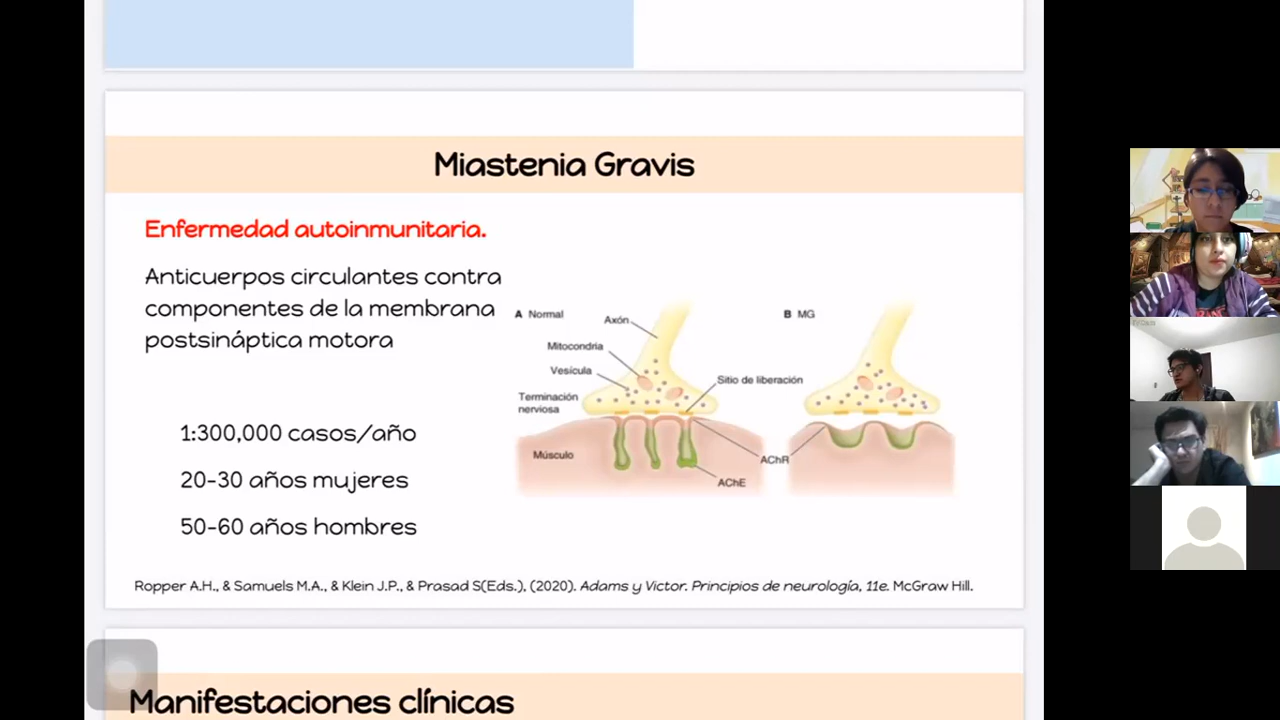 Miastenia Gravis
Enfermedad autoinmunitaria.
Anticuerpos circulantes contra
componentes de la membrana
postsináptica motora
1:300,000 casos/año
20-30 años mujeres
50-60 años hombres
A Normal
Axón
Mitocondria
Vesícula
Terminación
nerviosa
Sitio de liberación
Músculo
AChE
B MG
AChR
Ropper A.H., & Samuels M.A., & Klein J.P., & Prasad S(Eds.), (2020). Adams y Victor. Principios de neurología, 11e. McGraw Hill.
Manifestaciones clínicas